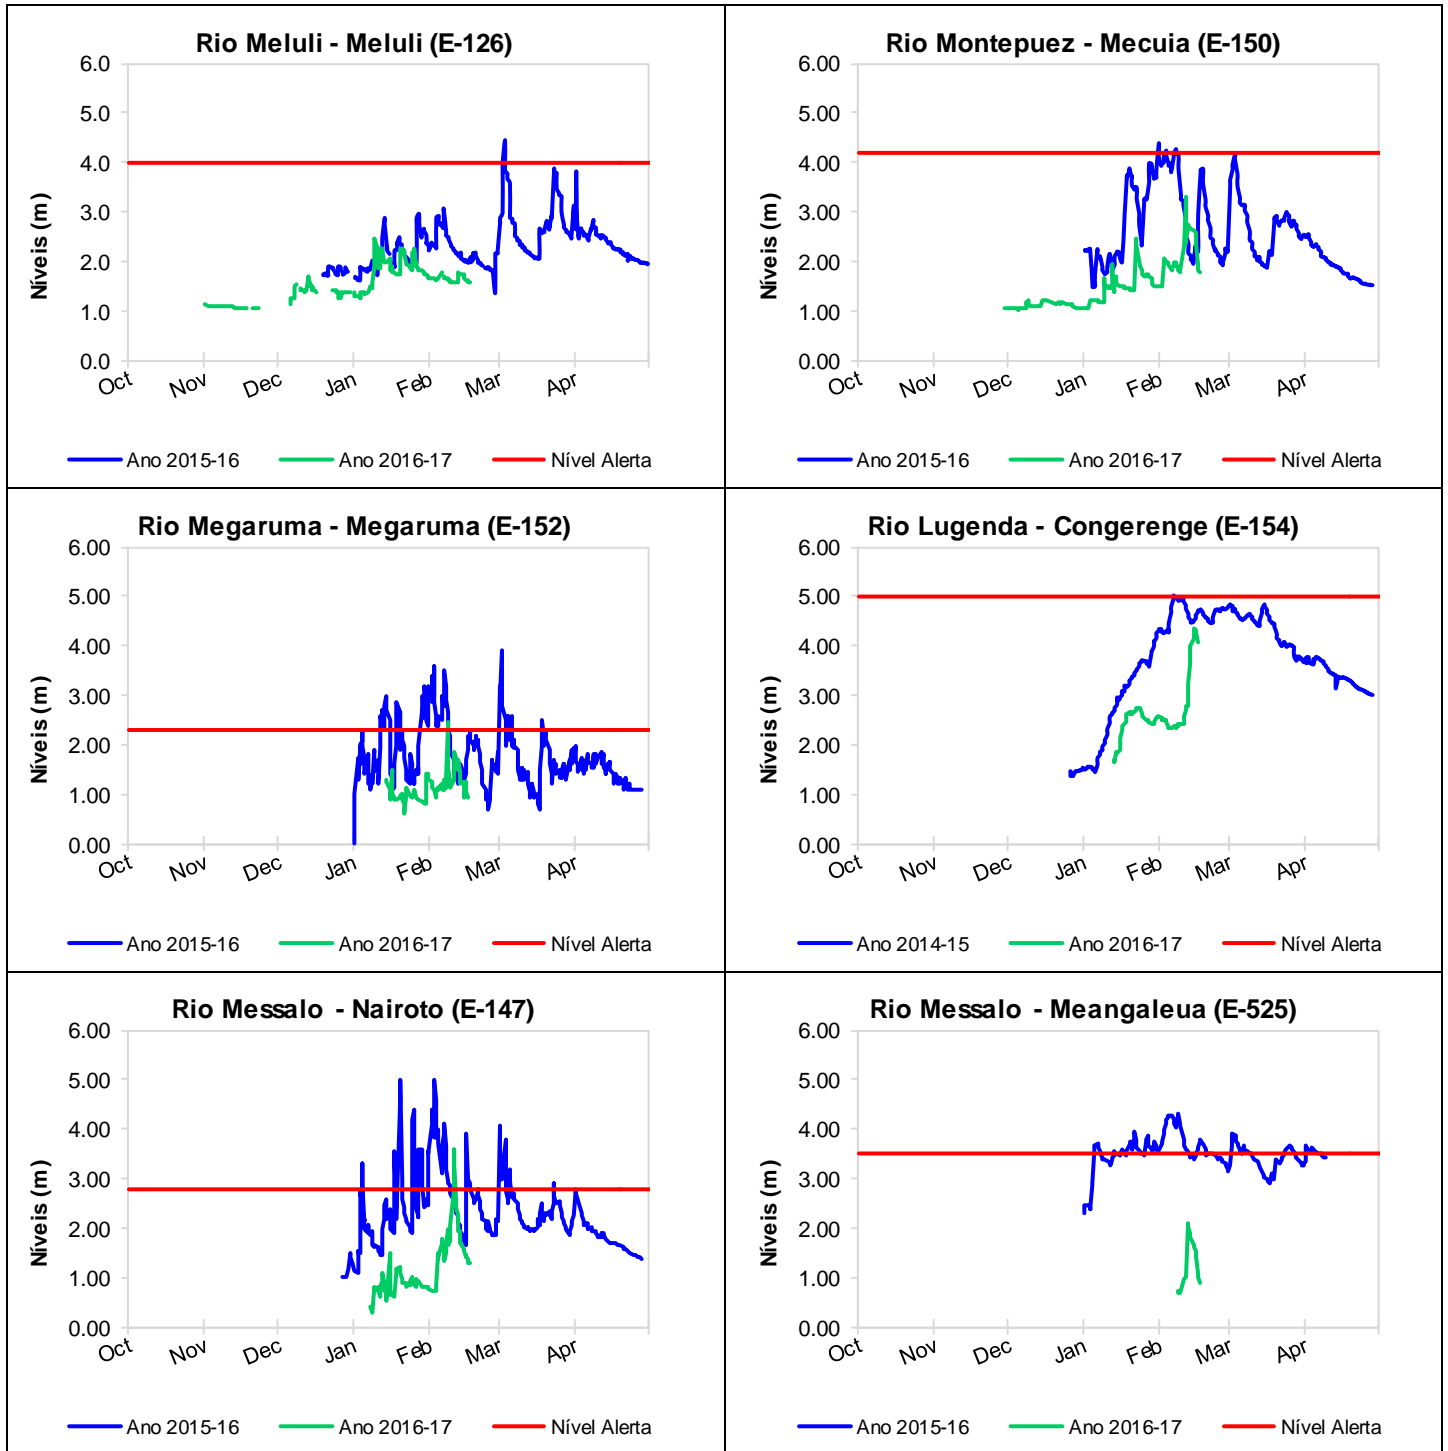 Rio Meluli - Meluli (E-126)
6.0
5.0
4.0
3.0
2.0
1.0
0.0
Níveis (m)
Oct Nov Dec Jan Feb Mar Apr
Ano 2015-16 Ano 2016-17 Nível Alerta
Rio Montepuez - Mecuia (E-150)
6.00
5.00
4.00
3.00
2.00
1.00
0.00
Níveis (m)
Oct Nov Dec Jan Feb Mar Apr
Ano 2015-16 Ano 2016-17 Nível Alerta
Rio Megaruma - Megaruma (E-152)
6.00
5.00
4.00
3.00
2.00
1.00
0.00
Níveis (m)
Oct Nov Dec Jan Feb Mar Apr
Ano 2015-16 Ano 2016-17 Nível Alerta
Rio Lugenda - Congerenge (E-154)
6.00
5.00
4.00
3.00
2.00
1.00
0.00
Níveis (m)
Oct Nov Dec Jan Feb Mar Apr
Ano 2014-15 Ano 2016-17 Nível Alerta
Rio Messalo - Nairoto (E-147)
6.00
5.00
4.00
3.00
2.00
1.00
0.00
Níveis (m)
Oct Nov Dec Jan Feb Mar Apr
Ano 2015-16 Ano 2016-17 Nível Alerta
Rio Messalo - Meangaleua (E-525)
6.00
5.00
4.00
3.00
2.00
1.00
0.00
Níveis (m)
Oct Nov Dec Jan Feb Mar Apr
Ano 2015-16 Ano 2016-17 Nível Alerta